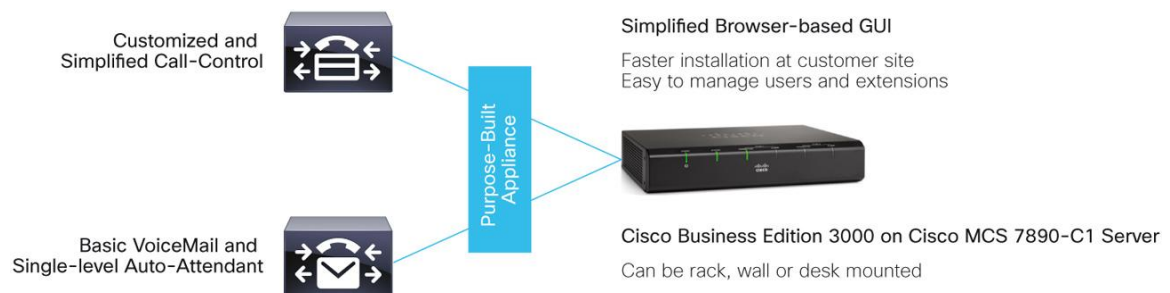 Customized and
Simplified Call-Control
Basic VoiceMail and
Single-level Auto-Attendant
Purpose-Built
Appliance
Simplified Browser-based GUI
Faster installation at customer site
Easy to manage users and extensions
Cisco Business Edition 3000 on Cisco MCS 7890-C1 Server
Can be rack, wall or desk mounted